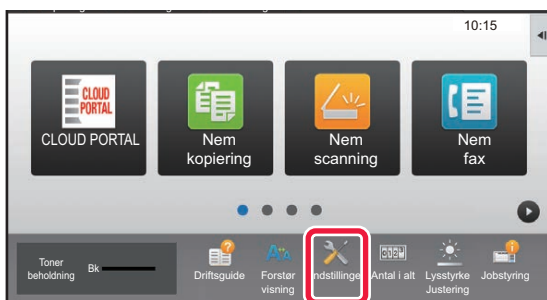 10:15
CLOUD
PORTAL
CLOUD PORTAL
Nem
kopiering
Nem
scanning
Nem
fax
Toner
beholdning
Bk
Driftsguide
Forstør
visning
Indstillinger
Antal i alt
Lysstyrke
Justering
Jobstyring